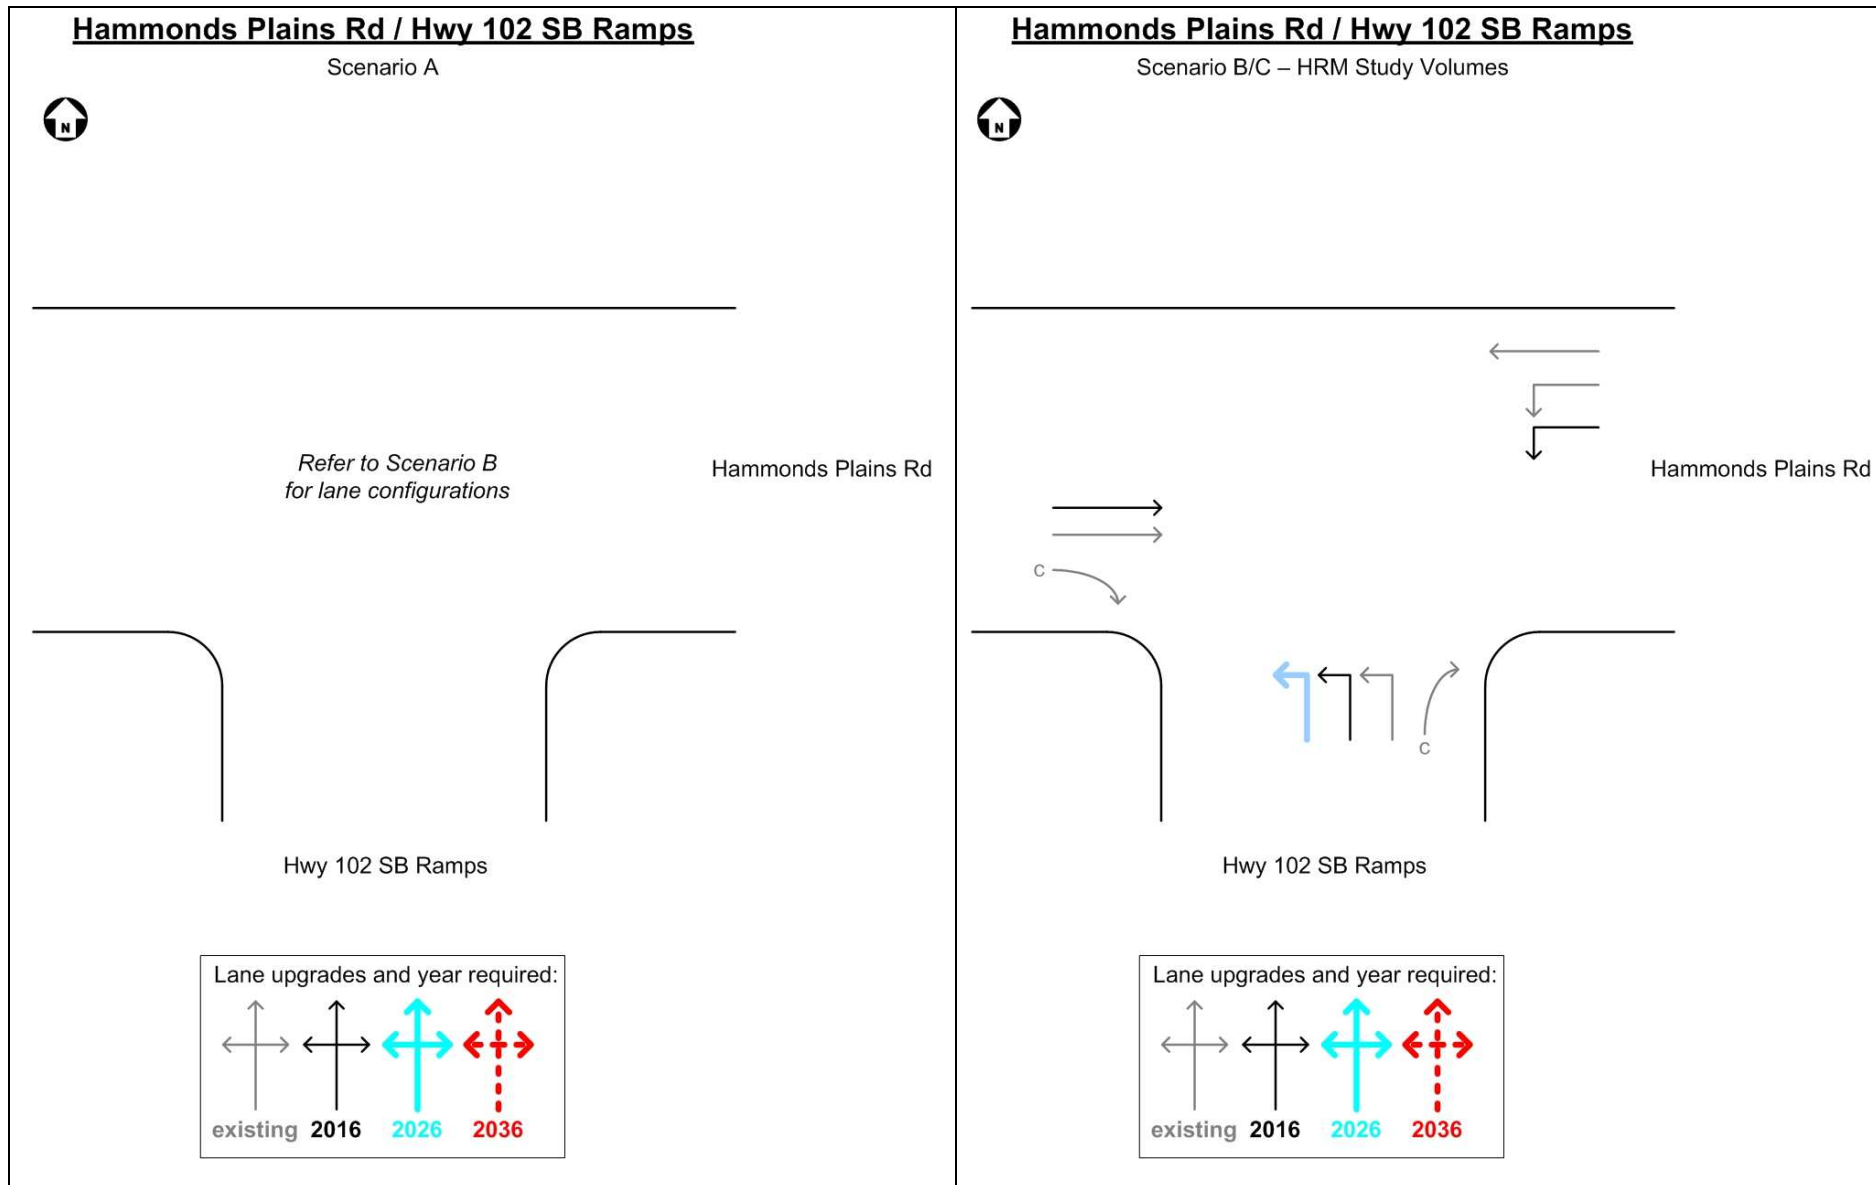 Hammonds Plains Rd / Hwy 102 SB Ramps
Scenario A
N
Refer to Scenario B
for lane configurations
Hammonds Plains Rd
Hwy 102 SB Ramps
Lane upgrades and year required:
existing 2016 2026 2036
Hammonds Plains Rd / Hwy 102 SB Ramps
Scenario B/C – HRM Study Volumes
N
Hammonds Plains Rd
C
C
Hwy 102 SB Ramps
Lane upgrades and year required:
existing 2016 2026 2036